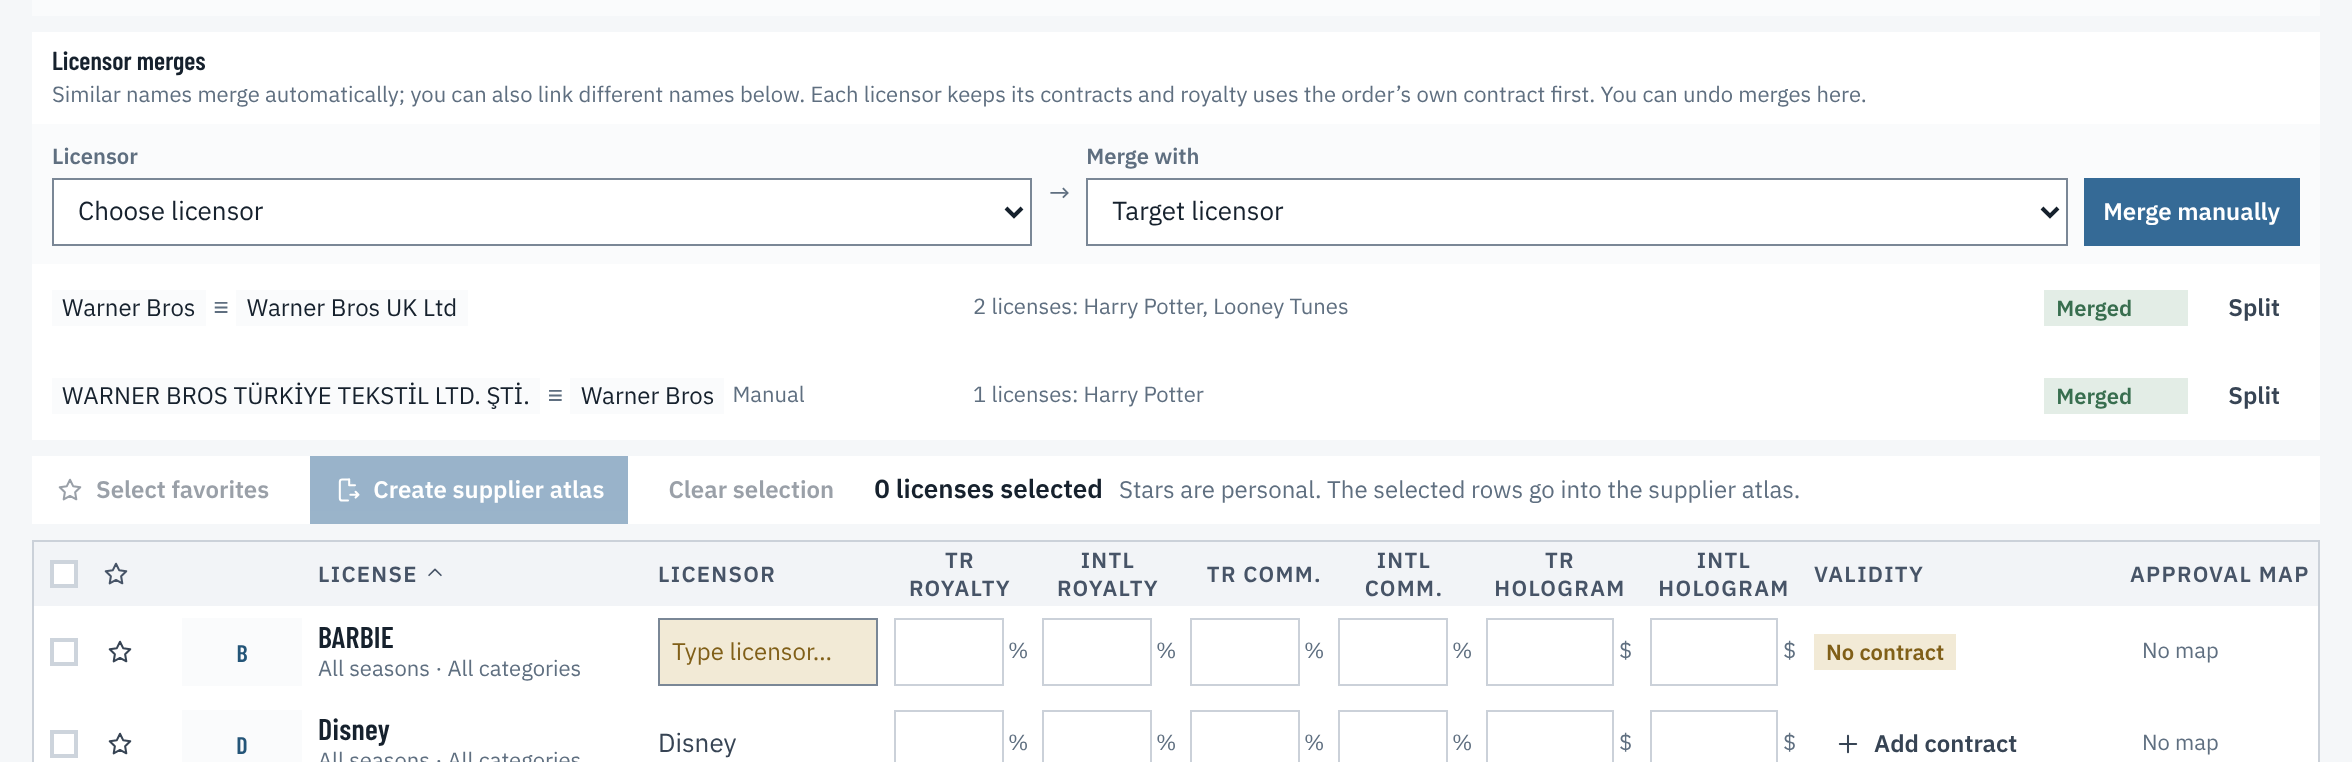 Licensor merges
Similar names merge automatically; you can also link different names below. Each licensor keeps its contracts and royalty uses the order’s own contract first. You can undo merges here.
Licensor
Merge with
Choose licensor
→
Target licensor
Merge manually
Warner Bros ≡ Warner Bros UK Ltd 2 licenses: Harry Potter, Looney Tunes Merged Split
WARNER BROS TÜRKİYE TEKSTİL LTD. ŞTİ. ≡ Warner Bros Manual 1 licenses: Harry Potter Merged Split
Select favorites Create supplier atlas Clear selection 0 licenses selected Stars are personal. The selected rows go into the supplier atlas.
LICENSE LICENSOR TR ROYALTY INTL ROYALTY TR COMM. INTL COMM. TR HOLOGRAM INTL HOLOGRAM VALIDITY APPROVAL MAP
B BARBIE Type licensor... % % % % $ $ No contract No map
All seasons · All categories
D Disney Disney % % % % $ $ + Add contract No map
All seasons · All categories